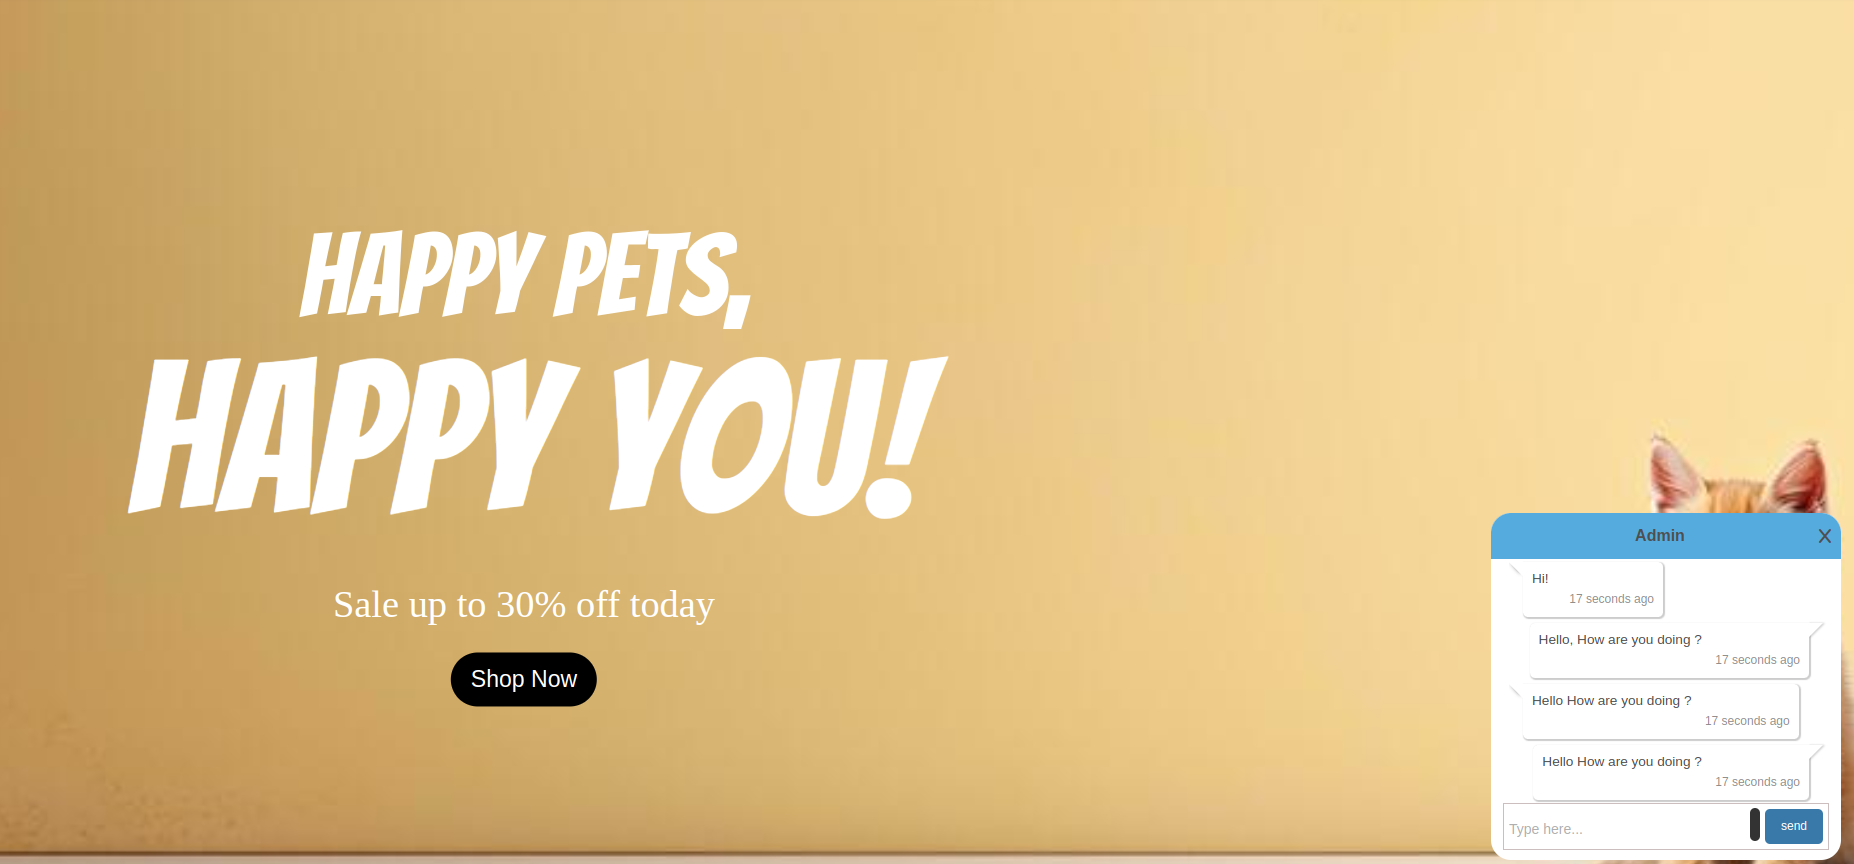 HAPPY PETS,
HAPPY YOU!
Sale up to 30% off today
Shop Now
Admin
X
Hi!
17 seconds ago
Hello, How are you doing ?
17 seconds ago
Hello How are you doing ?
17 seconds ago
Hello How are you doing ?
17 seconds ago
Type here...
send